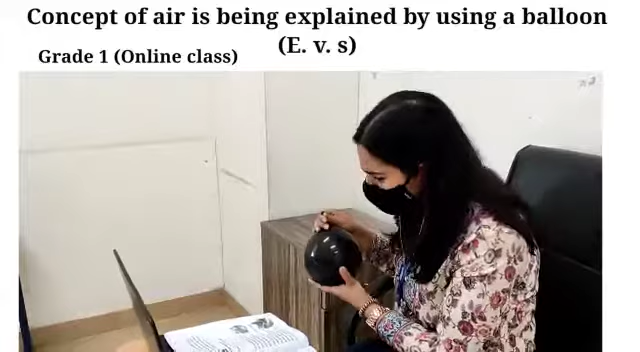 Concept of air is being explained by using a balloon
(E. v. s)
Grade 1 (Online class)